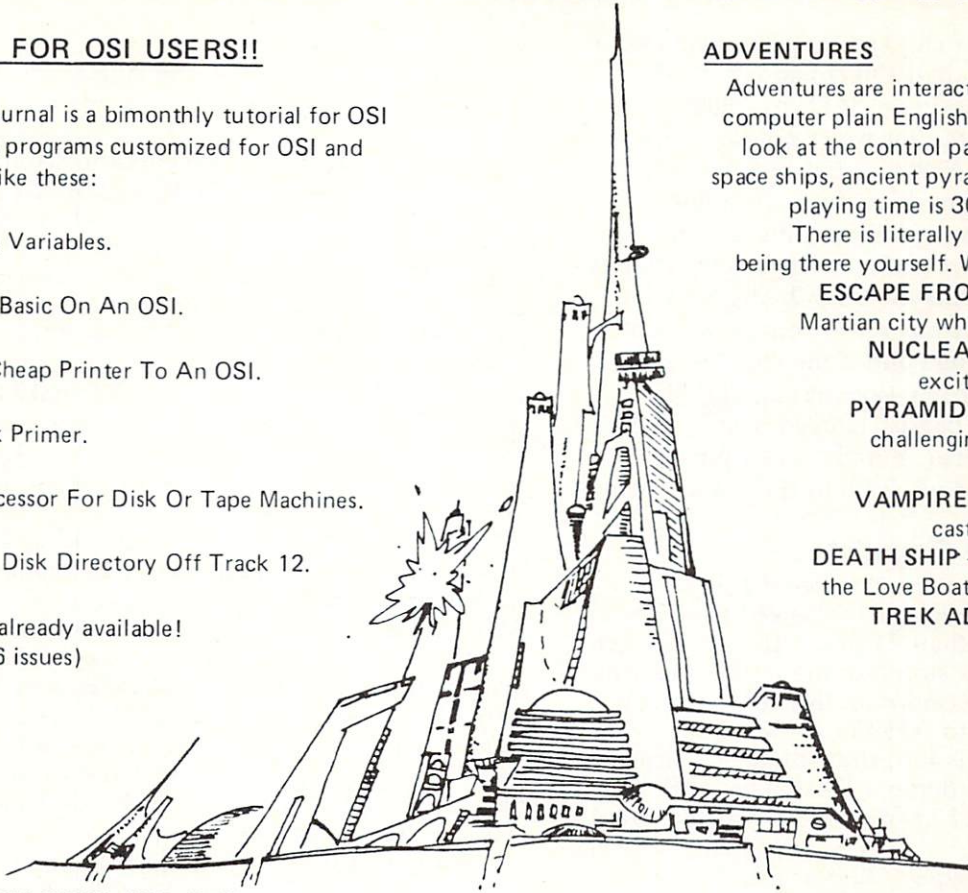 FOR OSI USERS!!
urnal is a bimonthly tutorial for OSI
programs customized for OSI and
ike these:
Variables.
Basic On An OSI.
Cheap Printer To An OSI.
Primer.
cessor For Disk Or Tape Machines.
Disk Directory Off Track 12.
already available!
6 issues)
ADVENTURES
Adventures are interact
computer plain English
look at the control pa
space ships, ancient pyra
playing time is 30
There is literally
being there yourself. W
ESCAPE FRO
Martian city wh
NUCLEA
excit
PYRAMID
challengin
VAMPIRE
cast
DEATH SHIP
the Love Boat
TREK AD